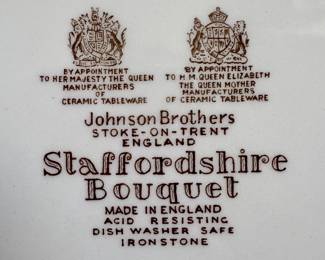 BY APPOINTMENT
TO HER MAJESTY THE QUEEN
MANUFACTURERS
OF
CERAMIC TABLEWARE
BY APPOINTMENT
TO H. M. QUEEN ELIZABETH
THE QUEEN MOTHER
MANUFACTURERS
OF CERAMIC TABLEWARE
Johnson Brothers
STOKE-ON-TRENT
ENGLAND
Staffordshire
Bouquet
MADE IN ENGLAND
ACID RESISTING
DISH WASHER SAFE
IRONSTONE